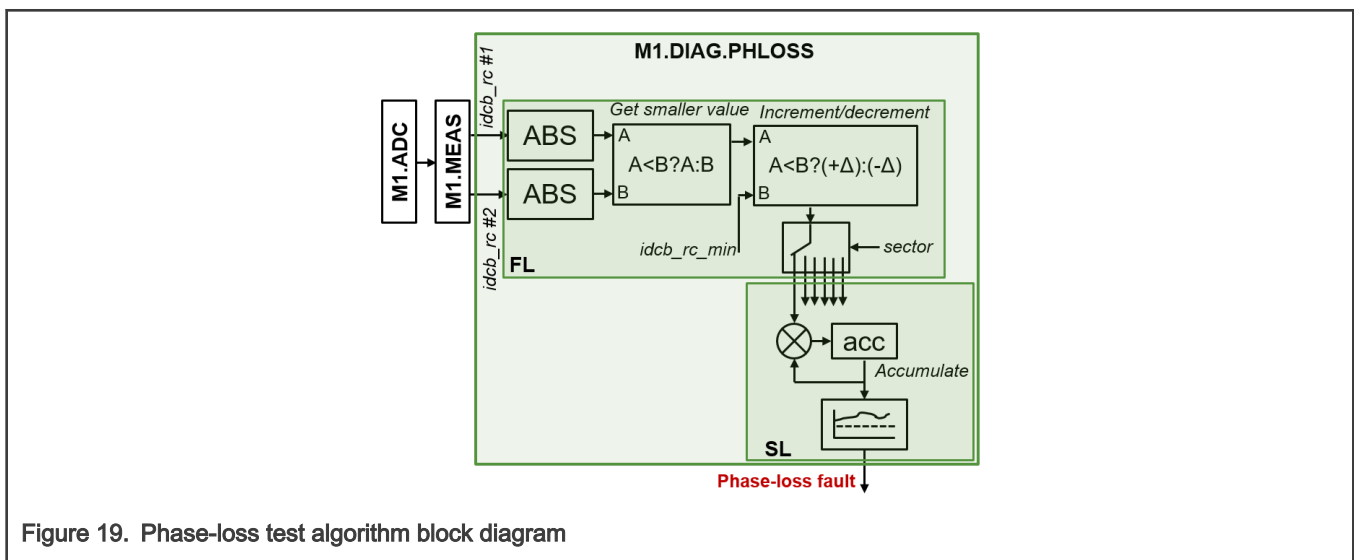 M1.DIAG.PHLOSS
M1.ADC
M1.MEAS
idcb_rc #1
idcb_rc #2
Get smaller value
Increment/decrement
ABS
ABS
A
A<B?A:B
B
A
A<B?(+Δ):(-Δ)
B
idcb_rc_min
sector
FL
acc
Accumulate
SL
Phase-loss fault
Figure 19. Phase-loss test algorithm block diagram